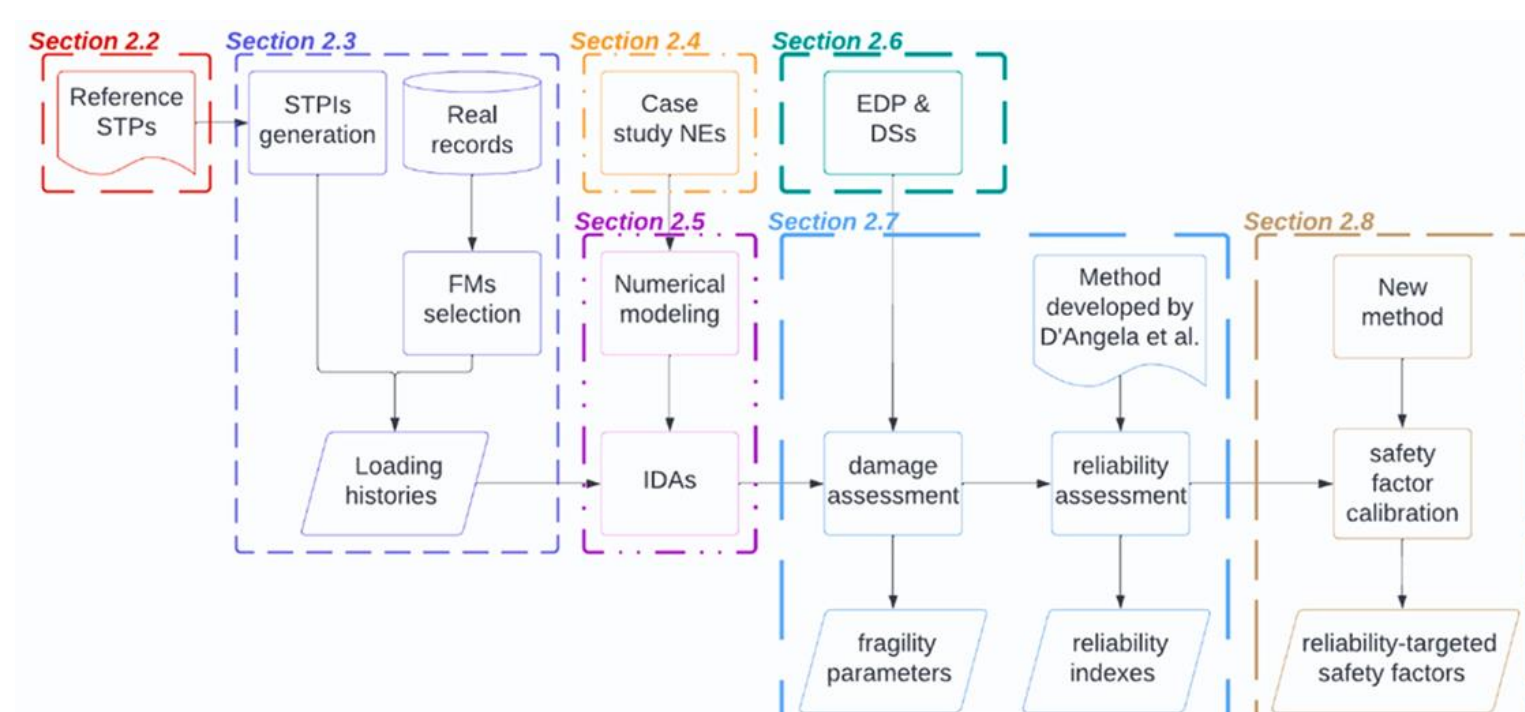 Section 2.2
Reference
STPs
Section 2.3
STPIs
generation
Real
records
FMs
selection
Loading
histories
Section 2.4
Case
study NEs
Section 2.5
Numerical
modeling
IDAs
Section 2.6
EDP &
DSs
Section 2.7
Method
developed by
D'Angela et al.
damage
assessment
reliability
assessment
fragility
parameters
reliability
indexes
Section 2.8
New
method
safety
factor
calibration
reliability-targeted
safety factors